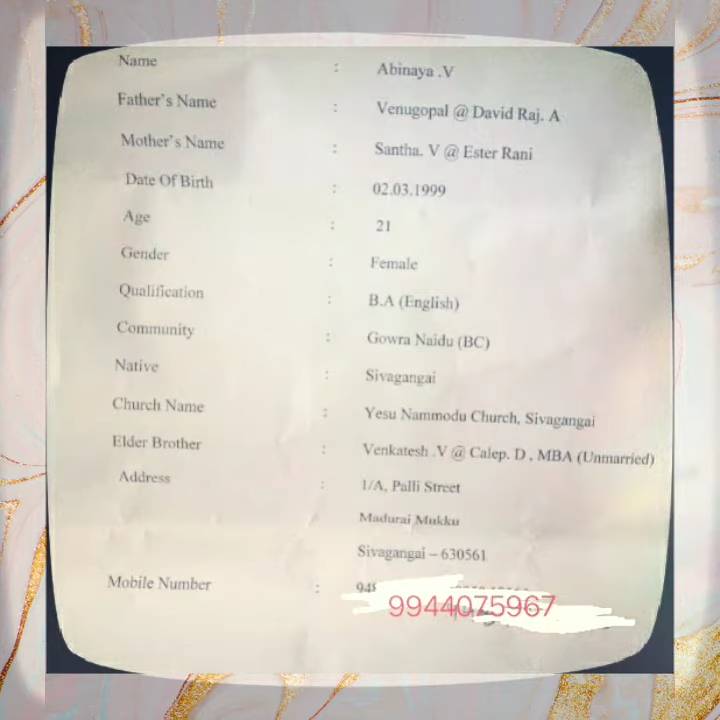 Name : Abinaya .V
Father's Name : Venugopal @ David Raj. A
Mother's Name : Santha. V @ Ester Rani
Date Of Birth : 02.03.1999
Age : 21
Gender : Female
Qualification : B.A (English)
Community : Gowra Naidu (BC)
Native : Sivagangai
Church Name : Yesu Nammodu Church, Sivagangai
Elder Brother : Venkatesh .V @ Calep. D , MBA (Unmarried)
Address : 1/A, Palli Street
Madurai Mukku
Sivagangai – 630561
Mobile Number :
9944075967